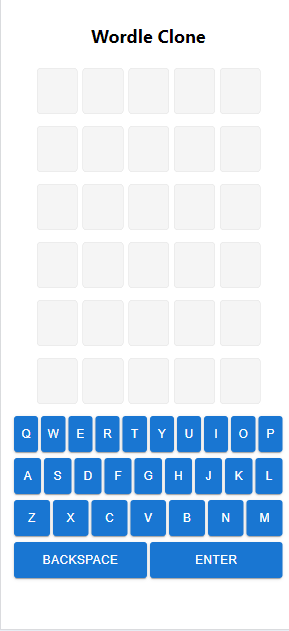 Wordle Clone
Q W E R T Y U I O P
A S D F G H J K L
Z X C V B N M
BACKSPACE ENTER